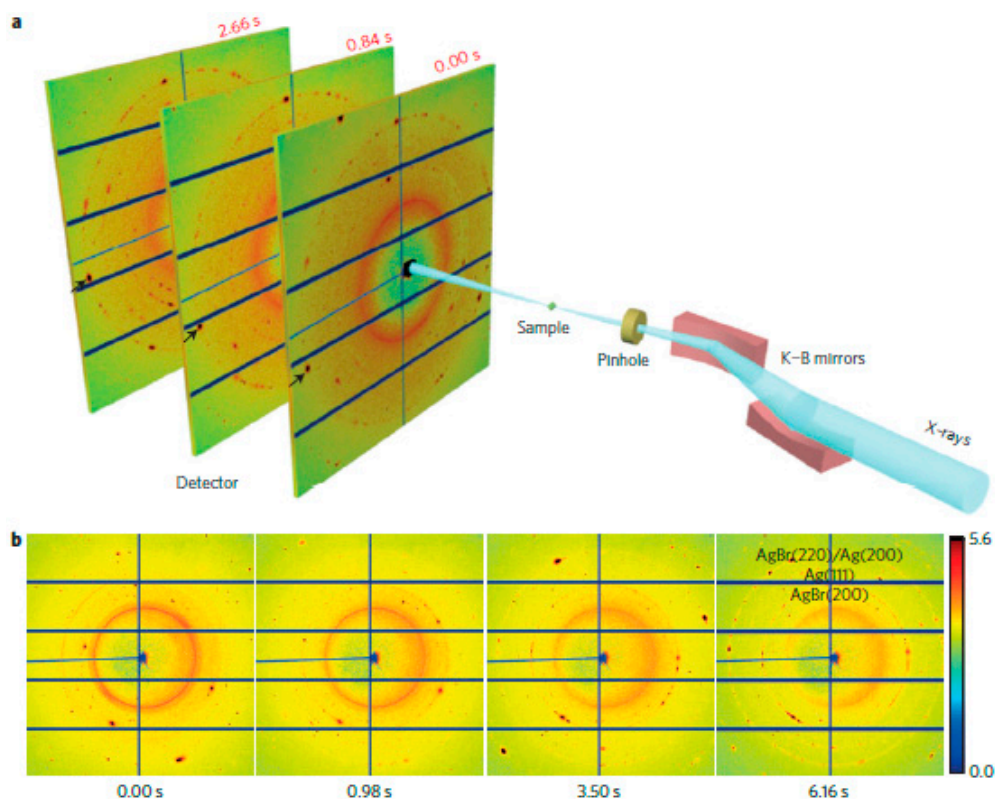 a
2.66 s
0.84 s
0.00 s
Sample
Pinhole
K–B mirrors
X-rays
Detector
b
AgBr(220)/Ag(200)
Ag(111)
AgBr(200)
5.6
0.0
0.00 s
0.98 s
3.50 s
6.16 s